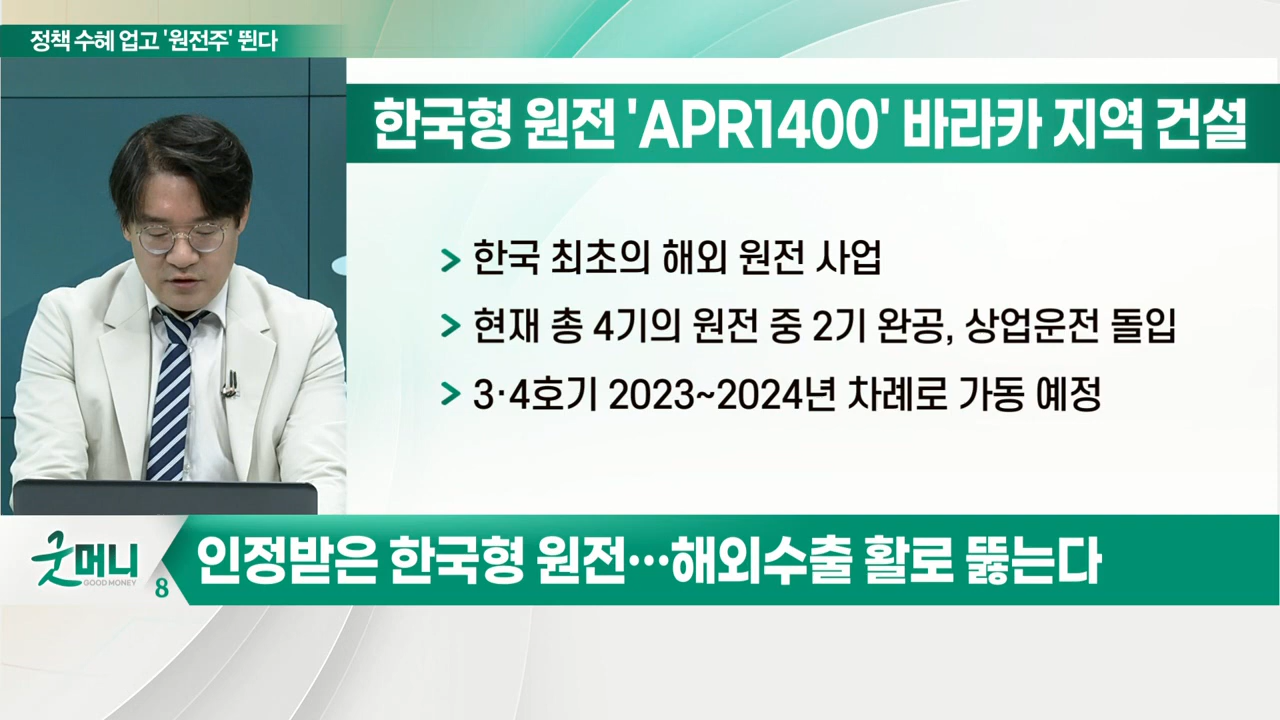 정책 수혜 업고 '원전주' 뛴다
한국형 원전 'APR1400' 바라카 지역 건설
> 한국 최초의 해외 원전 사업
> 현재 총 4기의 원전 중 2기 완공, 상업운전 돌입
> 3·4호기 2023~2024년 차례로 가동 예정
굿머니
GOOD MONEY
8
인정받은 한국형 원전…해외수출 활로 뚫는다